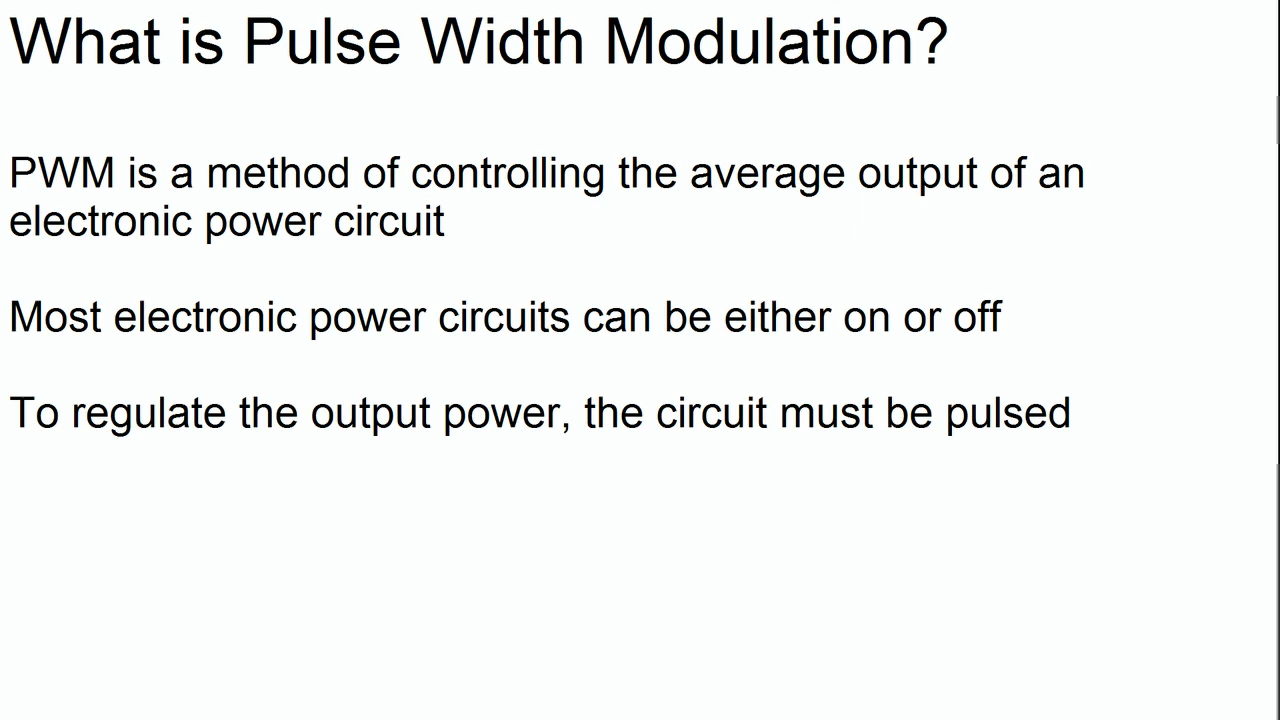 What is Pulse Width Modulation?
PWM is a method of controlling the average output of an
electronic power circuit
Most electronic power circuits can be either on or off
To regulate the output power, the circuit must be pulsed